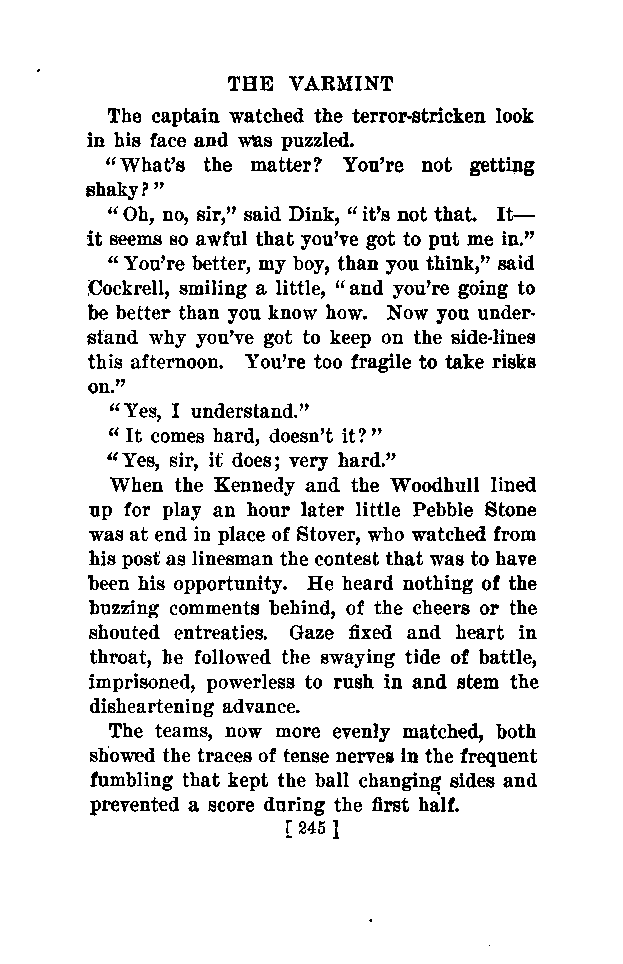 THE VARMINT
The captain watched the terror-stricken look
in his face and was puzzled.
"What's the matter? You're not getting
shaky?"
"Oh, no, sir," said Dink, "it's not that. It—
it seems so awful that you've got to put me in."
"You're better, my boy, than you think," said
Cockrell, smiling a little, "and you're going to
be better than you know how. Now you under-
stand why you've got to keep on the side-lines
this afternoon. You're too fragile to take risks
on."
"Yes, I understand."
"It comes hard, doesn't it?"
"Yes, sir, it does; very hard."
When the Kennedy and the Woodhull lined
up for play an hour later little Pebble Stone
was at end in place of Stover, who watched from
his post as linesman the contest that was to have
been his opportunity. He heard nothing of the
buzzing comments behind, of the cheers or the
shouted entreaties. Gaze fixed and heart in
throat, he followed the swaying tide of battle,
imprisoned, powerless to rush in and stem the
disheartening advance.
The teams, now more evenly matched, both
showed the traces of tense nerves in the frequent
fumbling that kept the ball changing sides and
prevented a score during the first half.
[ 245 ]